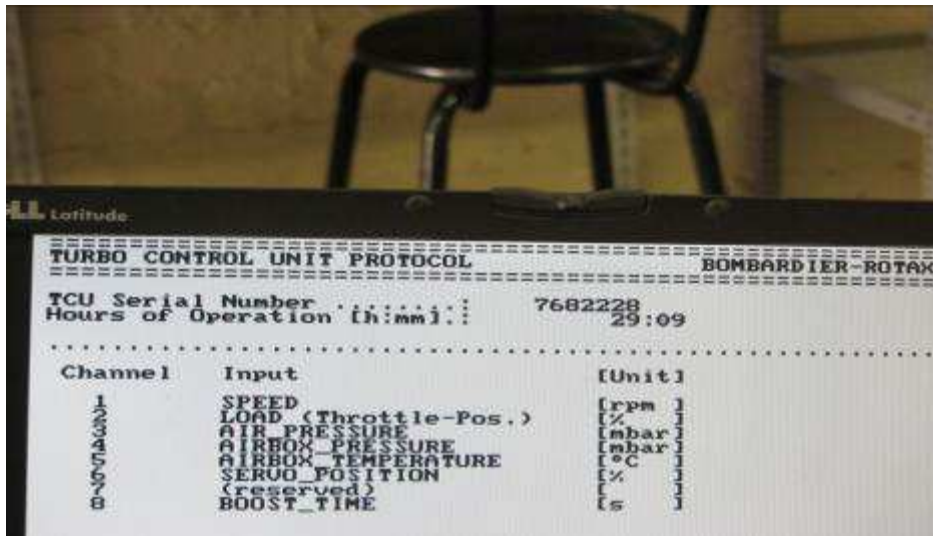 DELL Latitude
=====================================================
TURBO CONTROL UNIT PROTOCOL BOMBARDIER-ROTAX
=====================================================
TCU Serial Number ........: 7682228
Hours of Operation [h:mm].: 29:09
.....................................................
Channel Input [Unit]
1 SPEED [rpm ]
2 LOAD (Throttle-Pos.) [% ]
3 AIR_PRESSURE [mbar]
4 AIRBOX_PRESSURE [mbar]
5 AIRBOX_TEMPERATURE [°C ]
6 SERVO_POSITION [% ]
7 (reserved) [ ]
8 BOOST_TIME [s ]